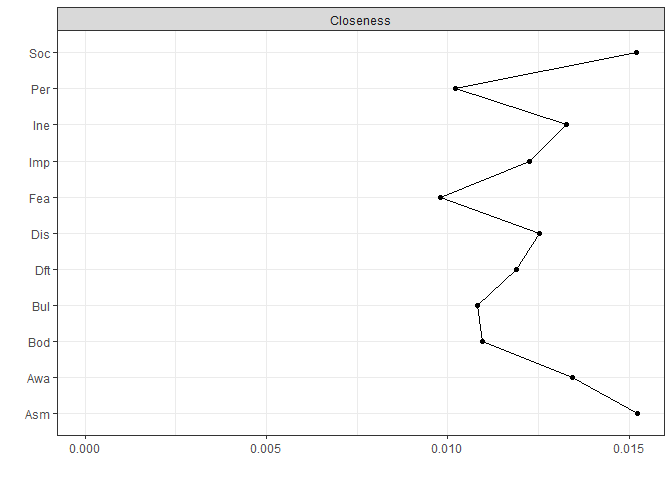 Closeness
Soc
Per
Ine
Imp
Fea
Dis
Dft
Bul
Bod
Awa
Asm
0.000 0.005 0.010 0.015